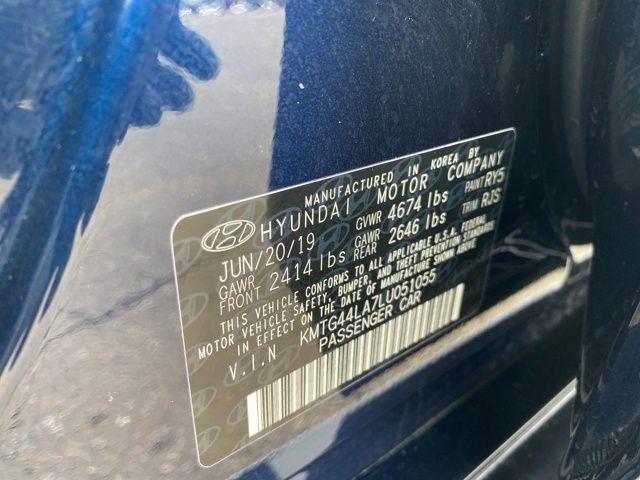 MANUFACTURED IN KOREA BY
HYUNDAI MOTOR COMPANY
JUN/20/19 GVWR 4674 lbs PAINT RY5
GAWR FRONT 2414 lbs GAWR REAR 2646 lbs TRIM RJS
THIS VEHICLE CONFORMS TO ALL APPLICABLE U.S.A. FEDERAL
MOTOR VEHICLE SAFETY, BUMPER, AND THEFT PREVENTION STANDARDS
IN EFFECT ON THE DATE OF MANUFACTURE SHOWN ABOVE.
V.I.N KMTG44LA7LU051055
PASSENGER CAR